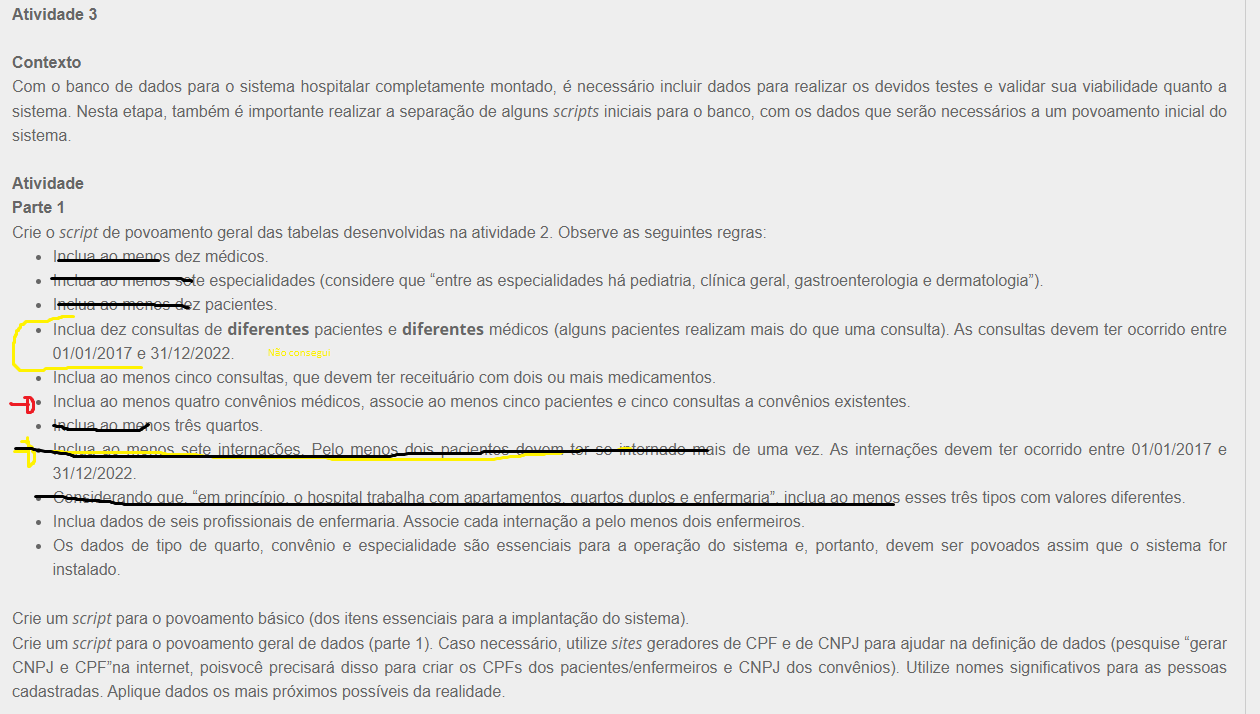 Atividade 3
Contexto
Com o banco de dados para o sistema hospitalar completamente montado, é necessário incluir dados para realizar os devidos testes e validar sua viabilidade quanto a
sistema. Nesta etapa, também é importante realizar a separação de alguns scripts iniciais para o banco, com os dados que serão necessários a um povoamento inicial do
sistema.
Atividade
Parte 1
Crie o script de povoamento geral das tabelas desenvolvidas na atividade 2. Observe as seguintes regras:
• Inclua ao menos dez médicos.
• Inclua ao menos sete especialidades (considere que “entre as especialidades há pediatria, clínica geral, gastroenterologia e dermatologia”).
• Inclua ao menos dez pacientes.
• Inclua dez consultas de diferentes pacientes e diferentes médicos (alguns pacientes realizam mais do que uma consulta). As consultas devem ter ocorrido entre
01/01/2017 e 31/12/2022. Não consegui
• Inclua ao menos cinco consultas, que devem ter receituário com dois ou mais medicamentos.
• Inclua ao menos quatro convênios médicos, associe ao menos cinco pacientes e cinco consultas a convênios existentes.
• Inclua ao menos três quartos.
• Inclua ao menos sete internações. Pelo menos dois pacientes devem ter se internado mais de uma vez. As internações devem ter ocorrido entre 01/01/2017 e
31/12/2022.
• Considerando que, “em princípio, o hospital trabalha com apartamentos, quartos duplos e enfermaria”, inclua ao menos esses três tipos com valores diferentes.
• Inclua dados de seis profissionais de enfermaria. Associe cada internação a pelo menos dois enfermeiros.
• Os dados de tipo de quarto, convênio e especialidade são essenciais para a operação do sistema e, portanto, devem ser povoados assim que o sistema for
instalado.
Crie um script para o povoamento básico (dos itens essenciais para a implantação do sistema).
Crie um script para o povoamento geral de dados (parte 1). Caso necessário, utilize sites geradores de CPF e de CNPJ para ajudar na definição de dados (pesquise “gerar
CNPJ e CPF”na internet, poisvocê precisará disso para criar os CPFs dos pacientes/enfermeiros e CNPJ dos convênios). Utilize nomes significativos para as pessoas
cadastradas. Aplique dados os mais próximos possíveis da realidade.